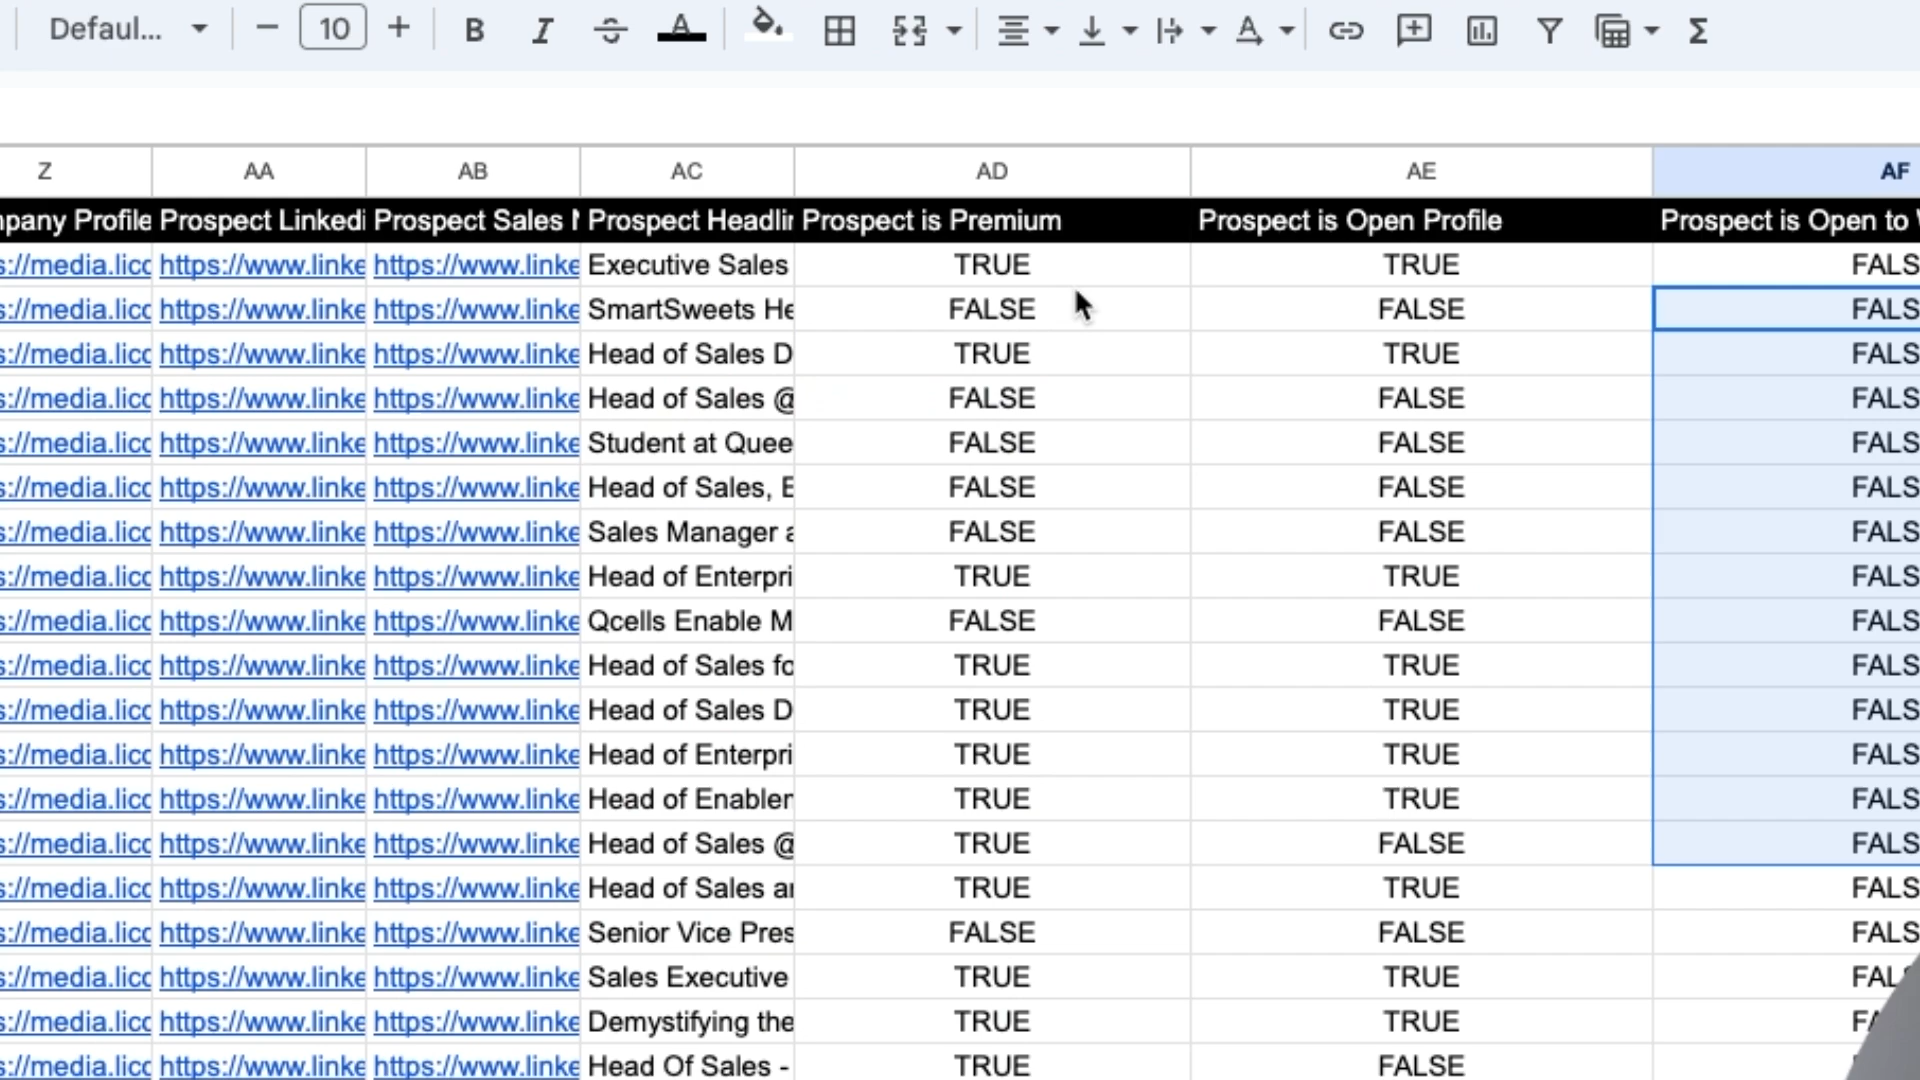 Defaul... 10 B I A A Σ
Z AA AB AC AD AE AF
npany Profile Prospect Linkedi Prospect Sales N Prospect Headlin Prospect is Premium Prospect is Open Profile Prospect is Open to
s://media.licc https://www.linke https://www.linke Executive Sales TRUE TRUE FALS
s://media.licc https://www.linke https://www.linke SmartSweets He FALSE FALSE FALS
s://media.licc https://www.linke https://www.linke Head of Sales D TRUE TRUE FALS
s://media.licc https://www.linke https://www.linke Head of Sales @ FALSE FALSE FALS
s://media.licc https://www.linke https://www.linke Student at Quee FALSE FALSE FALS
s://media.licc https://www.linke https://www.linke Head of Sales, E FALSE FALSE FALS
s://media.licc https://www.linke https://www.linke Sales Manager a FALSE FALSE FALS
s://media.licc https://www.linke https://www.linke Head of Enterpri TRUE TRUE FALS
s://media.licc https://www.linke https://www.linke Qcells Enable M FALSE FALSE FALS
s://media.licc https://www.linke https://www.linke Head of Sales fo TRUE TRUE FALS
s://media.licc https://www.linke https://www.linke Head of Sales D TRUE TRUE FALS
s://media.licc https://www.linke https://www.linke Head of Enterpri TRUE TRUE FALS
s://media.licc https://www.linke https://www.linke Head of Enabler TRUE TRUE FALS
s://media.licc https://www.linke https://www.linke Head of Sales @ TRUE FALSE FALS
s://media.licc https://www.linke https://www.linke Head of Sales ar TRUE TRUE FALS
s://media.licc https://www.linke https://www.linke Senior Vice Pres FALSE FALSE FALS
s://media.licc https://www.linke https://www.linke Sales Executive TRUE TRUE FAL
s://media.licc https://www.linke https://www.linke Demystifying the TRUE TRUE FA
s://media.licc https://www.linke https://www.linke Head Of Sales - TRUE FALSE